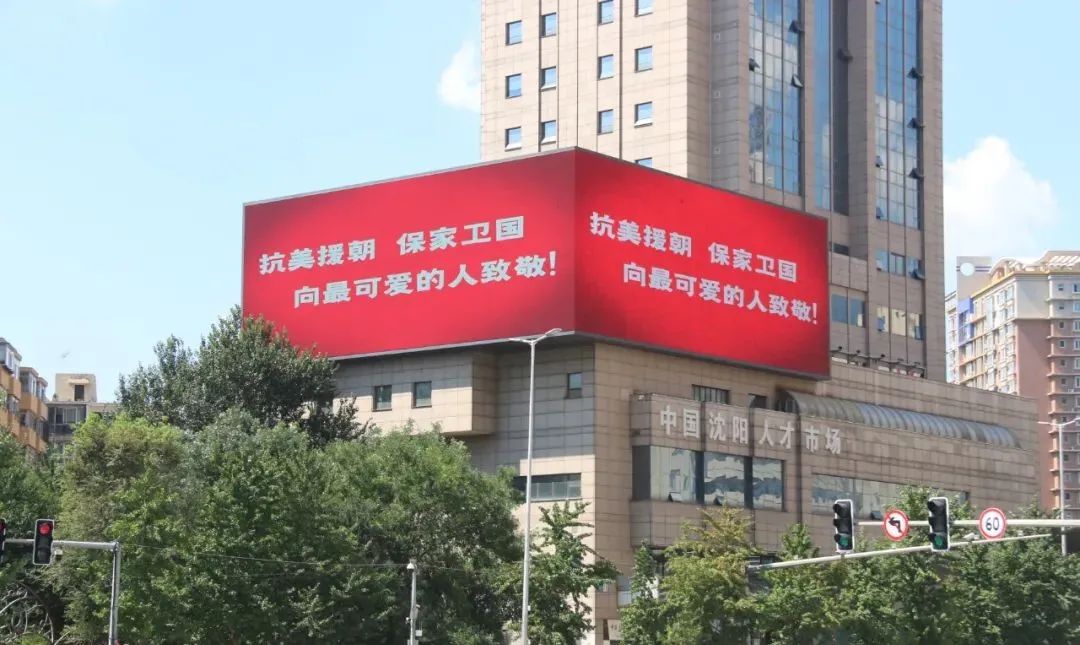 抗美援朝 保家卫国
向最可爱的人致敬!
抗美援朝 保家卫国
向最可爱的人致敬!
中国沈阳人才市场
60